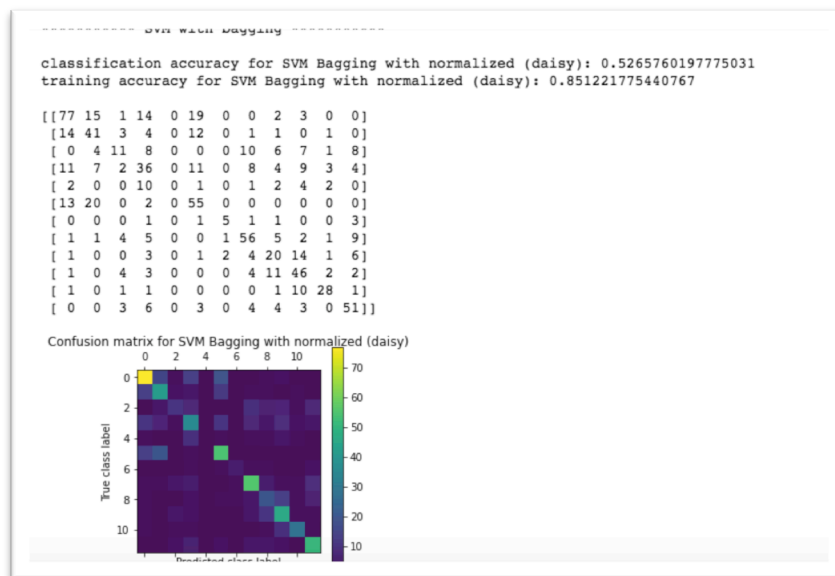 ----------- SVM with Bagging -----------
classification accuracy for SVM Bagging with normalized (daisy): 0.5265760197775031
training accuracy for SVM Bagging with normalized (daisy): 0.851221775440767
[[77 15 1 14 0 19 0 0 2 3 0 0]
[14 41 3 4 0 12 0 1 1 0 1 0]
[ 0 4 11 8 0 0 0 10 6 7 1 8]
[11 7 2 36 0 11 0 8 4 9 3 4]
[ 2 0 0 10 0 1 0 1 2 4 2 0]
[13 20 0 2 0 55 0 0 0 0 0 0]
[ 0 0 0 1 0 1 5 1 1 0 0 3]
[ 1 1 4 5 0 0 1 56 5 2 1 9]
[ 1 0 0 3 0 1 2 4 20 14 1 6]
[ 1 0 4 3 0 0 0 4 11 46 2 2]
[ 1 0 1 1 0 0 0 0 1 10 28 1]
[ 0 0 3 6 0 3 0 4 4 3 0 51]]
Confusion matrix for SVM Bagging with normalized (daisy)
0 2 4 6 8 10
0
2
4
6
8
10
True class label
Predicted class label
70
60
50
40
30
20
10